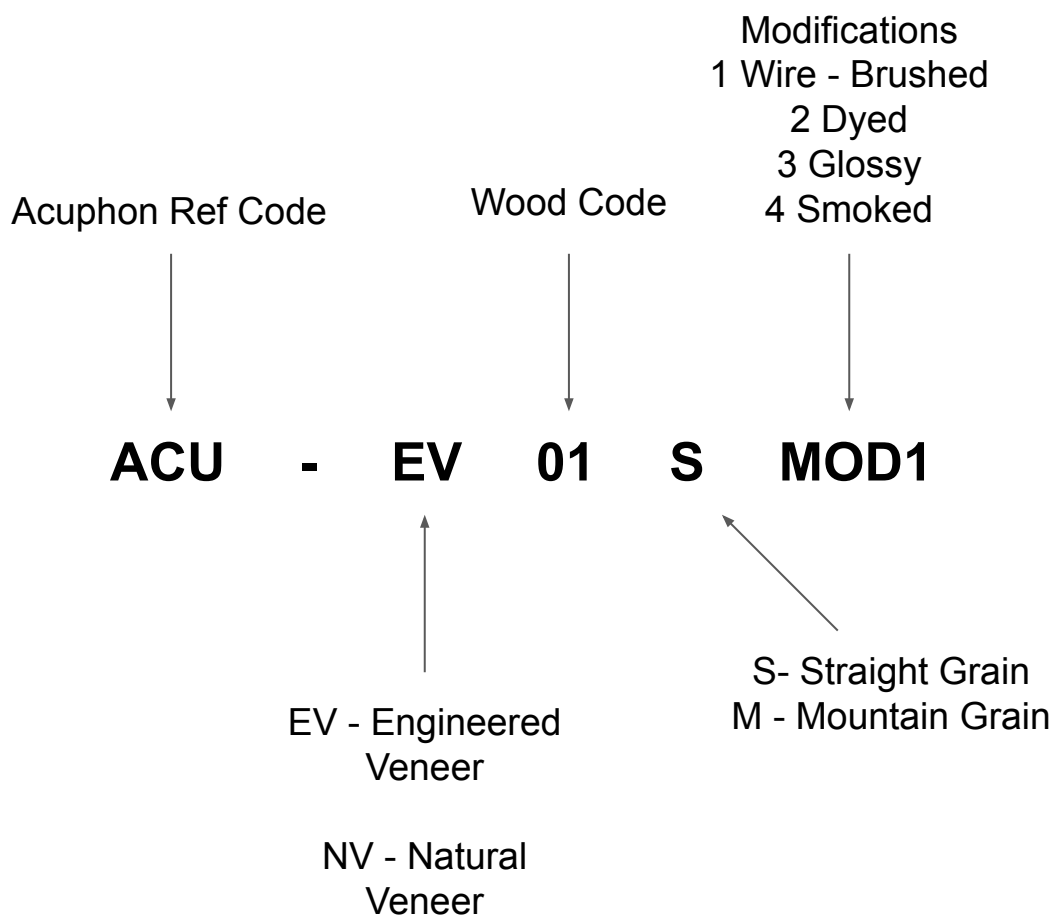 Modifications
1 Wire - Brushed
2 Dyed
3 Glossy
4 Smoked
Acuphon Ref Code
Wood Code
ACU - EV 01 S MOD1
S- Straight Grain
M - Mountain Grain
EV - Engineered
Veneer
NV - Natural
Veneer